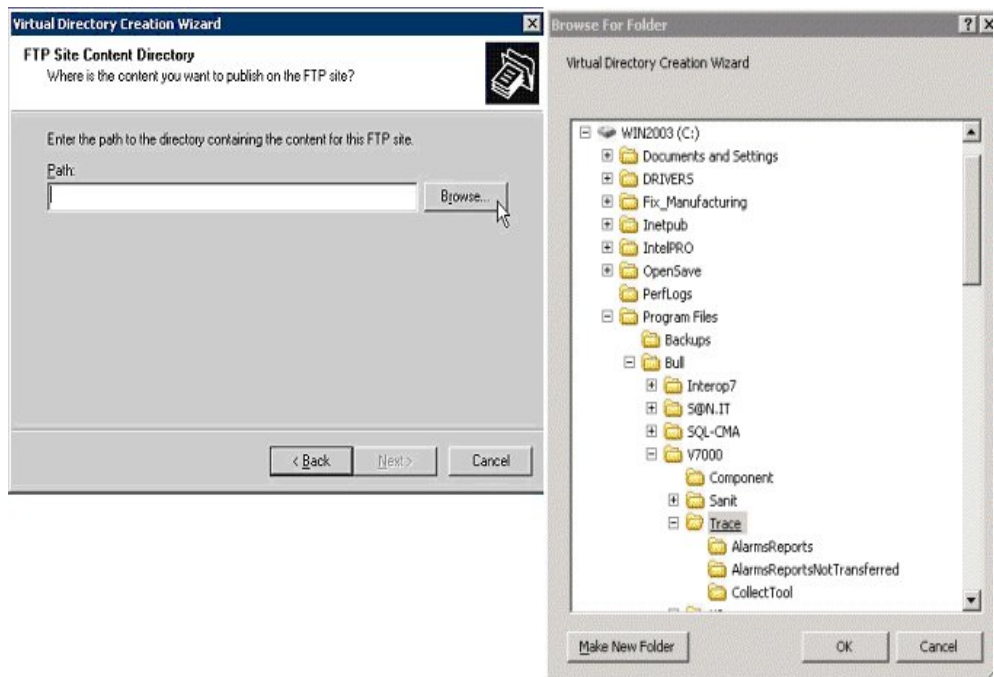 Virtual Directory Creation Wizard
FTP Site Content Directory
Where is the content you want to publish on the FTP site?
Enter the path to the directory containing the content for this FTP site.
Path:
Browse...
< Back
Next >
Cancel
Browse For Folder
Virtual Directory Creation Wizard
WIN2003 (C:)
Documents and Settings
DRIVERS
Fix_Manufacturing
Inetpub
IntelPRO
OpenSave
PerfLogs
Program Files
Backups
Bull
Interop7
S@N.IT
SQL-CMA
V7000
Component
Sanit
Trace
AlarmsReports
AlarmsReportsNotTransferred
CollectTool
Make New Folder
OK
Cancel